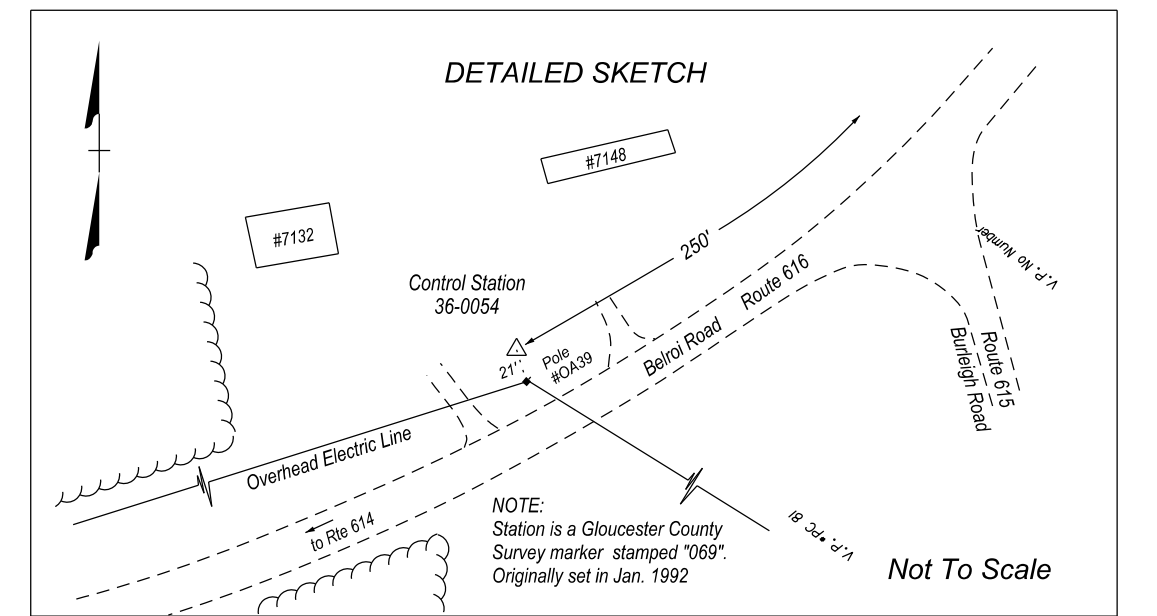 DETAILED SKETCH
#7148
#7132
250'
V.P. No Number
Control Station
36-0054
Route 616
Belroi Road
Pole
#OA39
21'
Route 615
Burleigh Road
Overhead Electric Line
to Rte 614
NOTE:
Station is a Gloucester County
Survey marker stamped "069".
Originally set in Jan. 1992
V.P. PC 81
Not To Scale